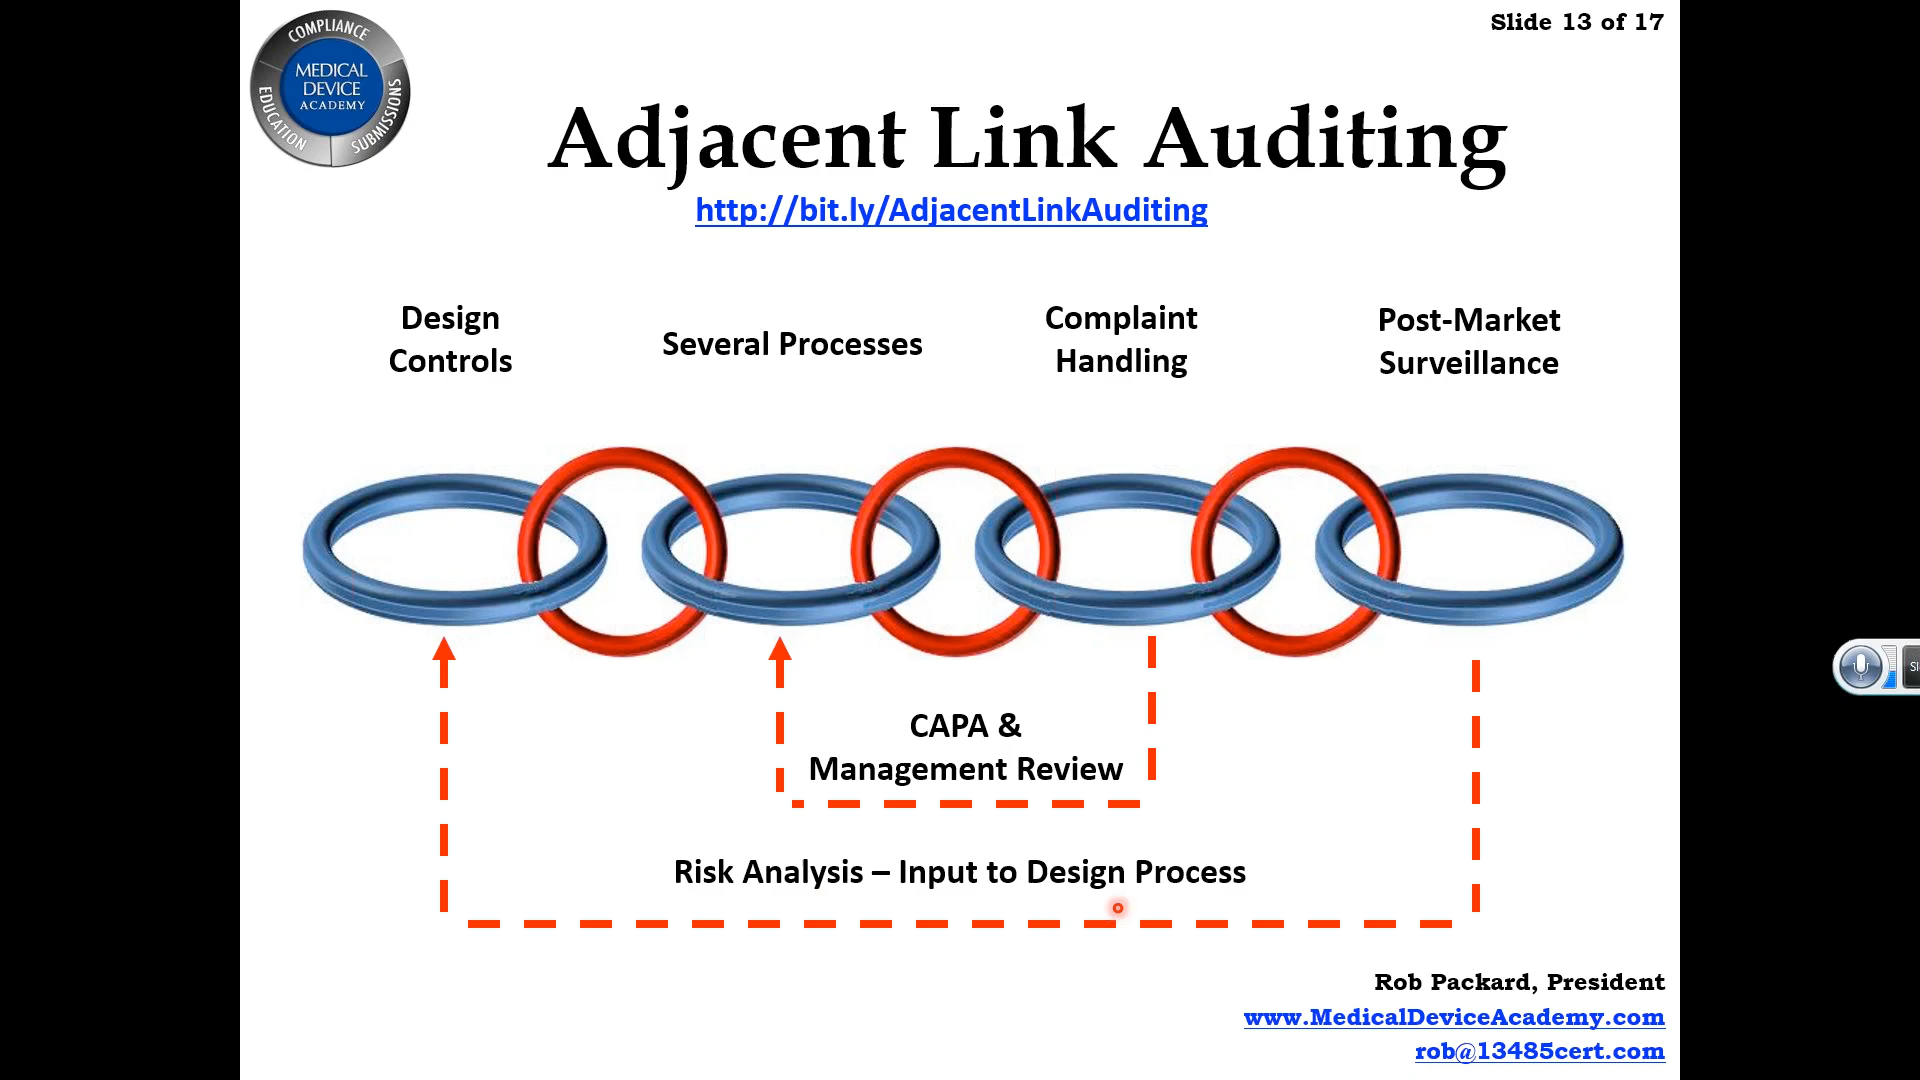 Slide 13 of 17
COMPLIANCE
MEDICAL
DEVICE
ACADEMY
EDUCATION
SUBMISSIONS
Adjacent Link Auditing
http://bit.ly/AdjacentLinkAuditing
Design
Controls
Several Processes
Complaint
Handling
Post-Market
Surveillance
CAPA &
Management Review
Risk Analysis – Input to Design Process
Rob Packard, President
www.MedicalDeviceAcademy.com
rob@13485cert.com